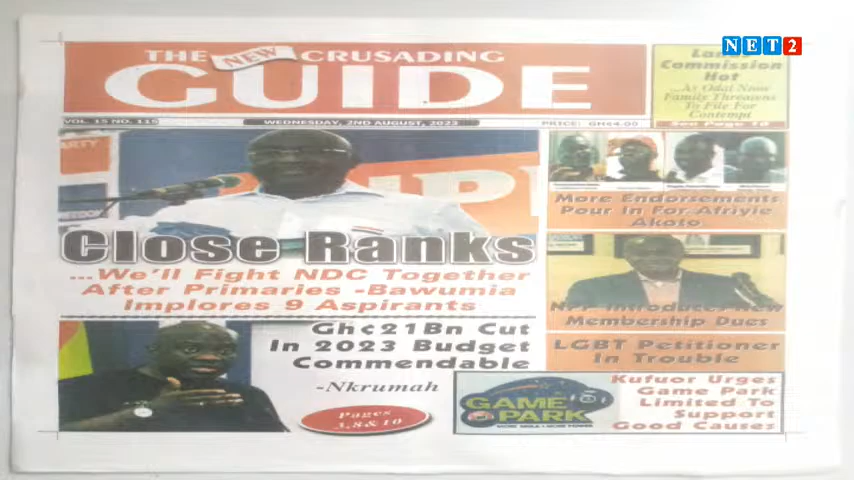 NET2
THE NEW CRUSADING
GUIDE
VOL. 15 NO. 115
WEDNESDAY, 2ND AUGUST, 2023
PRICE: GH¢4.00
Commission
Hot
...As Odai Ntow
Family Threatens
To File For
Contempt
See Page 10
Close Ranks
...We'll Fight NDC Together
After Primaries -Bawumia
Implores 9 Aspirants
More Endorsements
Pour In For Afriyie
Akoto
Introduces New
Membership Dues
LGBT Petitioner
In Trouble
Gh¢21Bn Cut
In 2023 Budget
Commendable
-Nkrumah
Pages
3,8 & 10
GAME
PARK
Kufuor Urges
Game Park
Limited To
Support
Good Causes